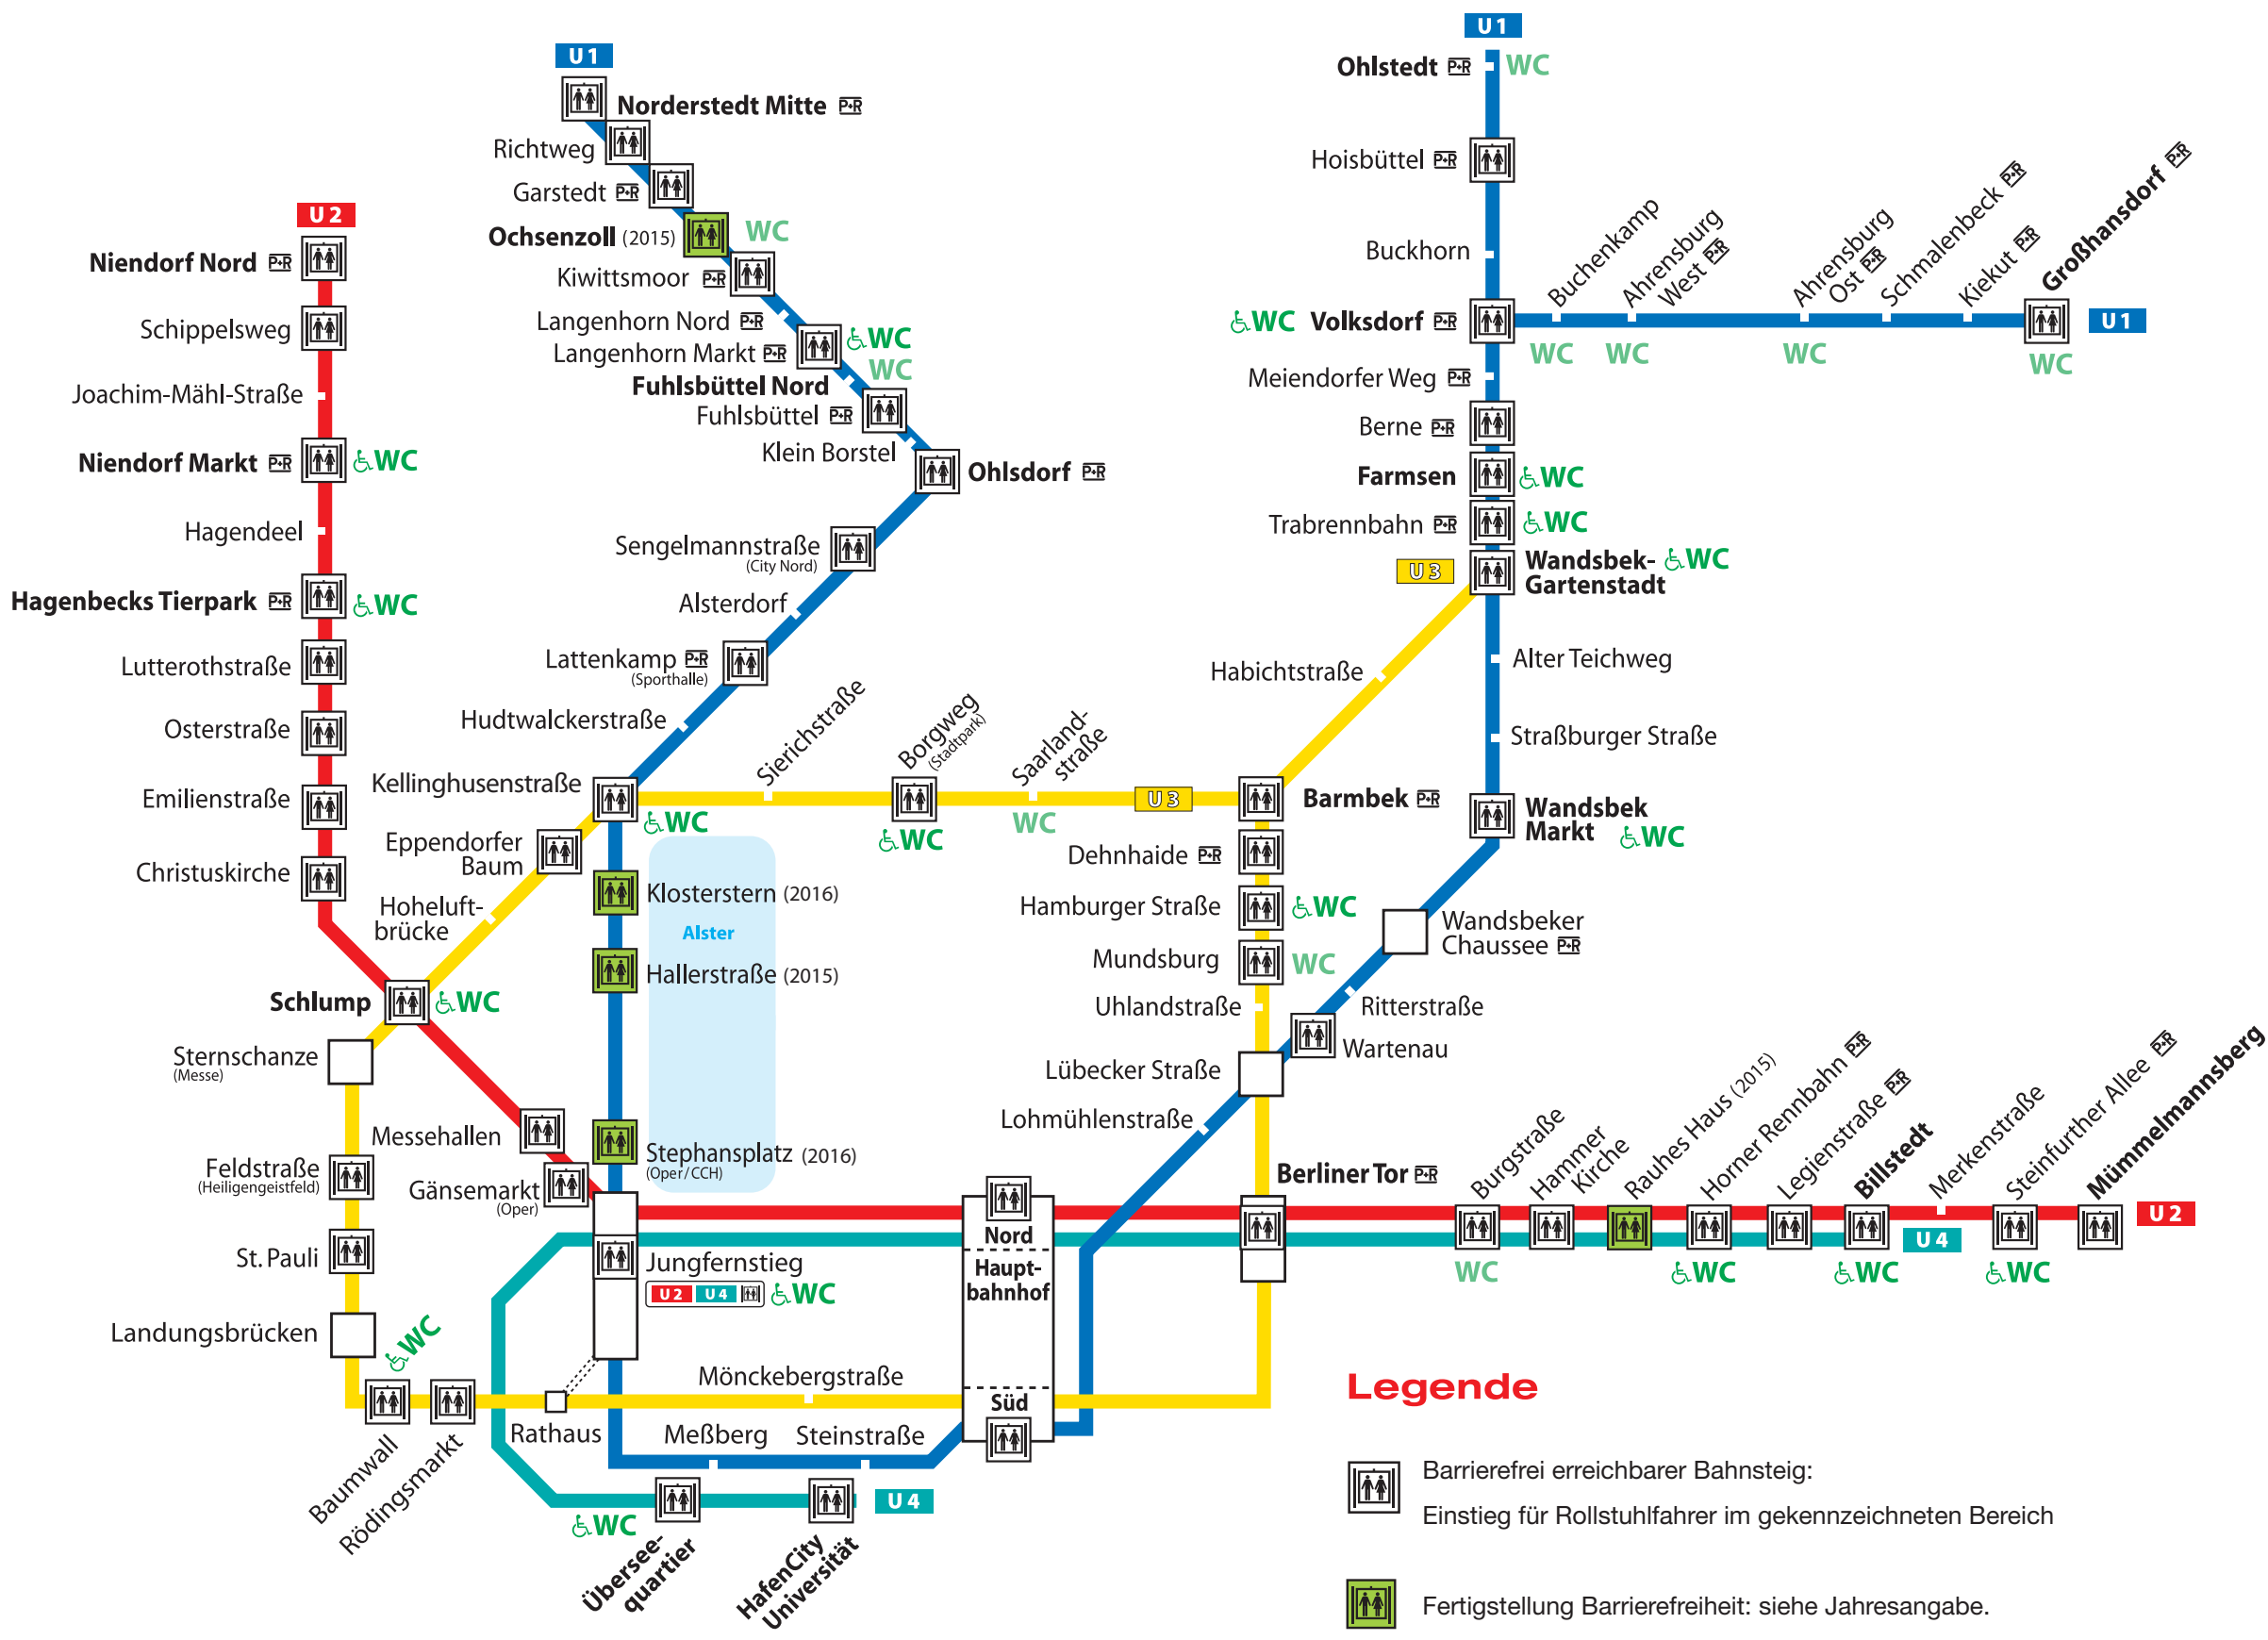 U1
Norderstedt Mitte P+R
Richtweg
Garstedt P+R
Ochsenzoll (2015) WC
Kiwittsmoor P+R
Langenhorn Nord P+R
Langenhorn Markt P+R WC
WC
Fuhlsbüttel Nord
Fuhlsbüttel P+R
Klein Borstel
Ohlsdorf P+R
Sengelmannstraße
(City Nord)
Alsterdorf
Lattenkamp P+R
(Sporthalle)
Hudtwalckerstraße
Kellinghusenstraße
WC
Klosterstern (2016)
Alster
Hallerstraße (2015)
Stephansplatz (2016)
(Oper/CCH)
Jungfernstieg
U2 U4 WC
Meßberg
Steinstraße
U2
Niendorf Nord P+R
Schippelsweg
Joachim-Mähl-Straße
Niendorf Markt P+R WC
Hagendeel
Hagenbecks Tierpark P+R WC
Lutterothstraße
Osterstraße
Emilienstraße
Christuskirche
Schlump WC
Messehallen
Gänsemarkt
(Oper)
Eppendorfer
Baum
Hoheluft-
brücke
Sternschanze
(Messe)
Feldstraße
(Heiligengeistfeld)
St. Pauli
Landungsbrücken
WC
Baumwall
Rödingsmarkt
Rathaus
Mönckebergstraße
Nord
Haupt-
bahnhof
Süd
WC
Übersee-
quartier
HafenCity
Universität
U4
Sierichstraße
Borgweg
(Stadtpark)
WC
Saarland-
straße
WC
U3
Barmbek P+R
Dehnhaide P+R
Hamburger Straße WC
Mundsburg WC
Uhlandstraße
Lübecker Straße
Lohmühlenstraße
Berliner Tor P+R
Habichtstraße
U1
Ohlstedt P+R WC
Hoisbüttel P+R
Buckhorn
WC Volksdorf P+R
Buchenkamp
WC
Ahrensburg
West P+R
WC
Ahrensburg
Ost P+R
WC
Schmalenbeck P+R
Kiekut P+R
Großhansdorf P+R
WC
U1
Meiendorfer Weg P+R
Berne P+R
Farmsen WC
Trabrennbahn P+R WC
U3
Wandsbek- WC
Gartenstadt
Alter Teichweg
Straßburger Straße
Wandsbek
Markt WC
Wandsbeker
Chaussee P+R
Ritterstraße
Wartenau
Burgstraße
WC
Hammer
Kirche
Rauhes Haus (2015)
Horner Rennbahn P+R
WC
Legienstraße P+R
Billstedt
WC
U4
Merkenstraße
Steinfurther Allee P+R
WC
Mümmelmannsberg
U2
Legende
Barrierefrei erreichbarer Bahnsteig:
Einstieg für Rollstuhlfahrer im gekennzeichneten Bereich
Fertigstellung Barrierefreiheit: siehe Jahresangabe.